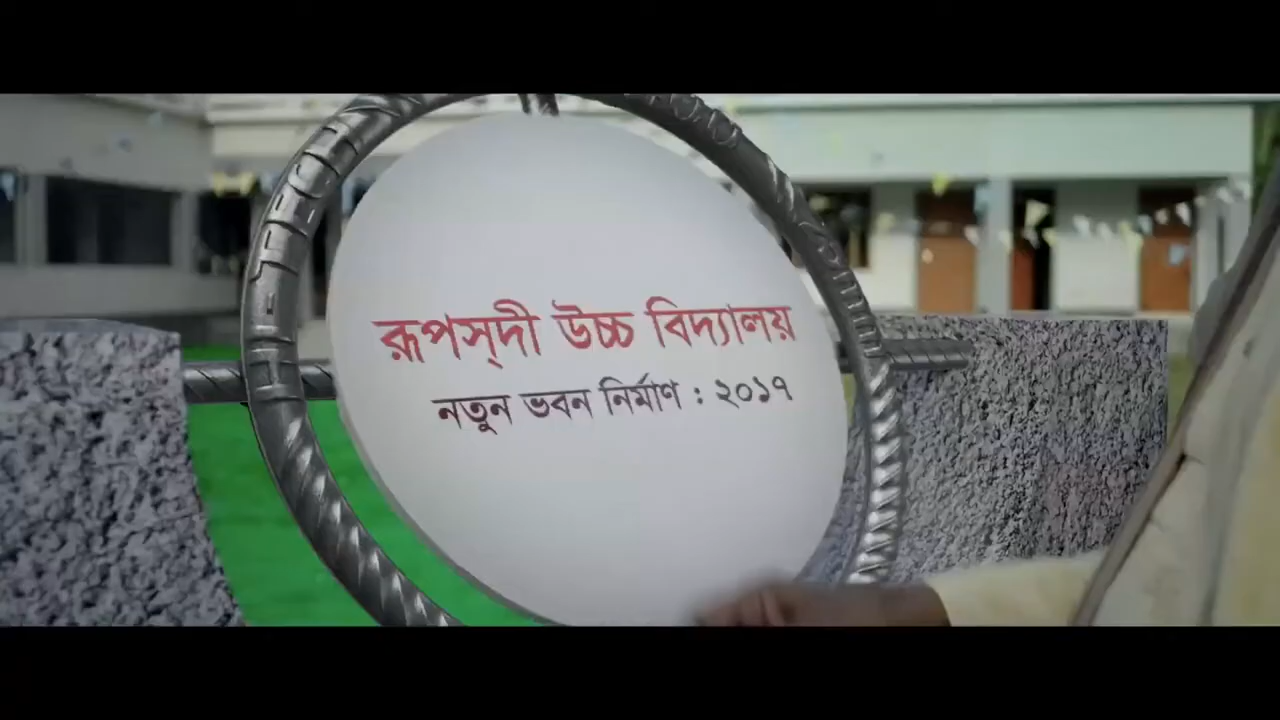 রূপস্‌দী উচ্চ বিদ্যালয়
নতুন ভবন নির্মাণ : ২০১৭